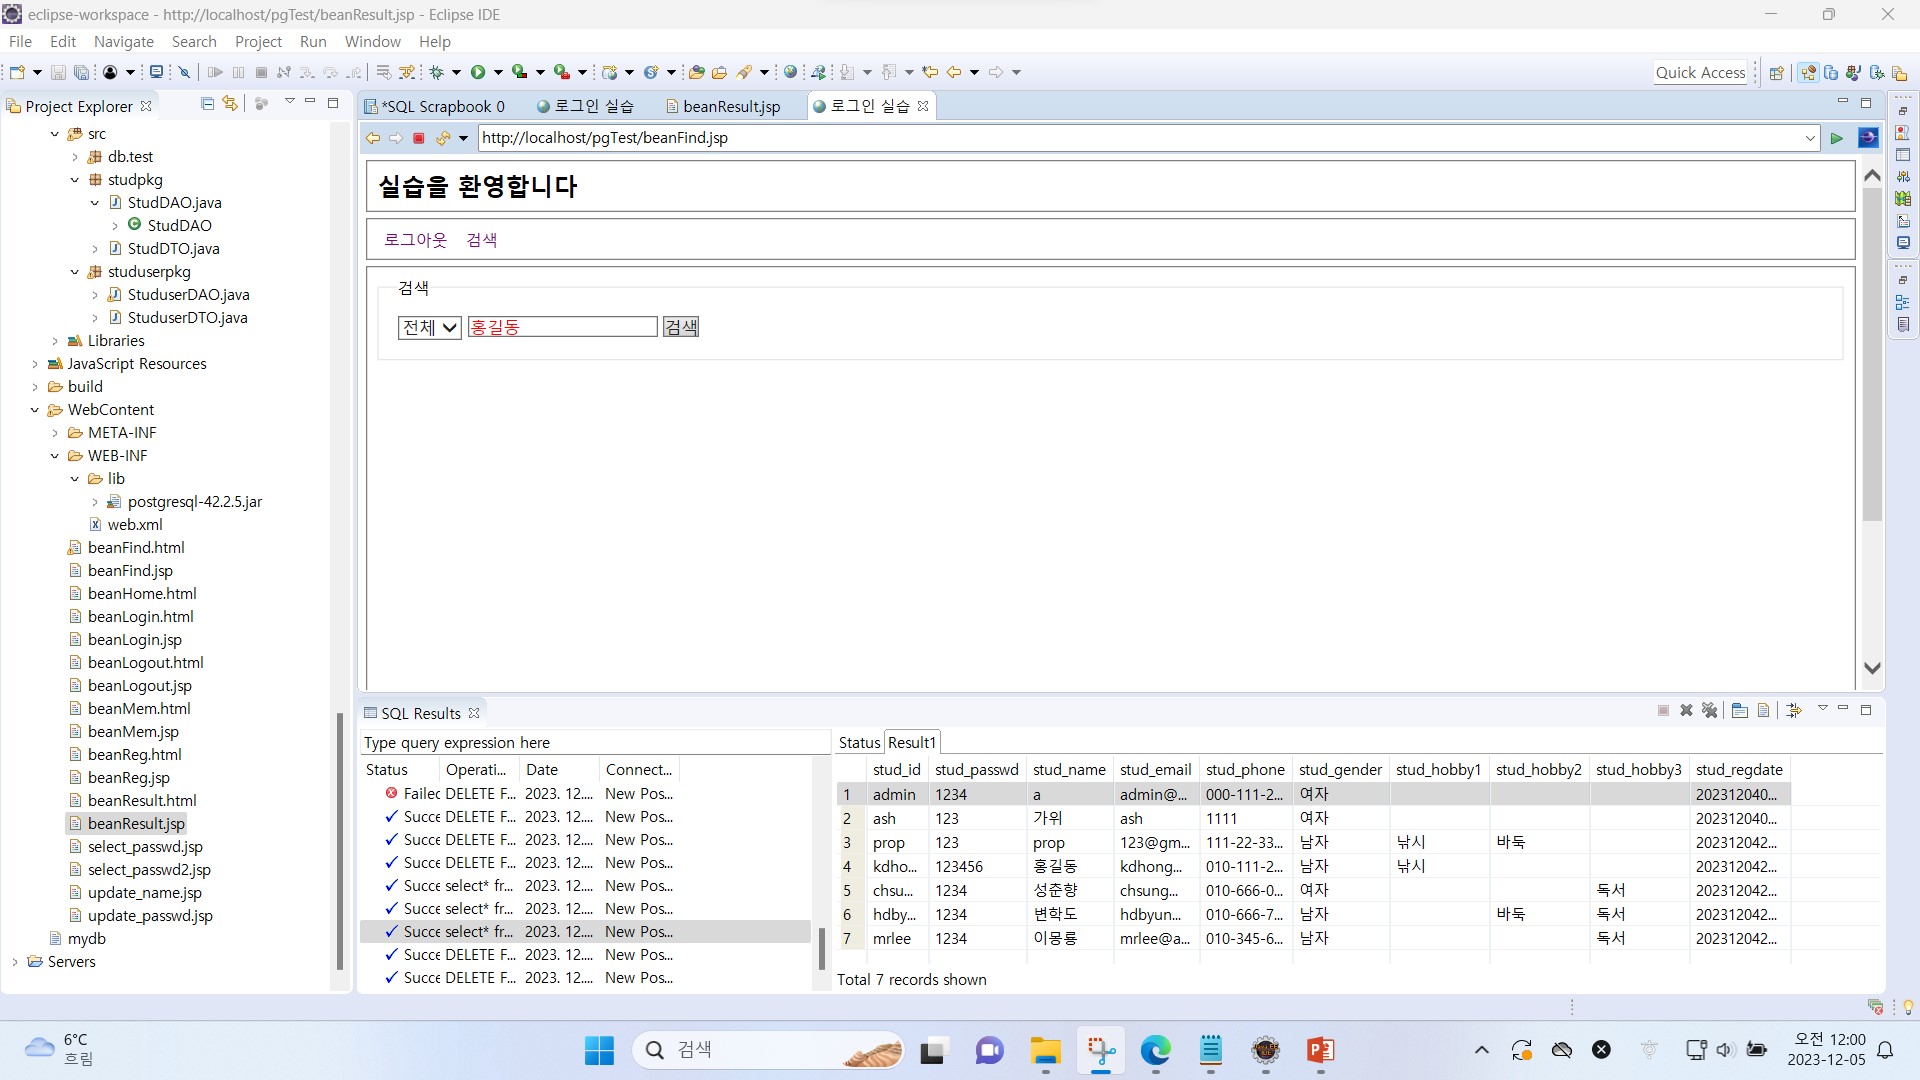 eclipse-workspace - http://localhost/pgTest/beanResult.jsp - Eclipse IDE
File Edit Navigate Search Project Run Window Help
Quick Access
Project Explorer
*SQL Scrapbook 0 로그인 실습 beanResult.jsp 로그인 실습
http://localhost/pgTest/beanFind.jsp
src
db.test
studpkg
StudDAO.java
StudDAO
StudDTO.java
studuserpkg
StuduserDAO.java
StuduserDTO.java
Libraries
JavaScript Resources
build
WebContent
META-INF
WEB-INF
lib
postgresql-42.2.5.jar
web.xml
beanFind.html
beanFind.jsp
beanHome.html
beanLogin.html
beanLogin.jsp
beanLogout.html
beanLogout.jsp
beanMem.html
beanMem.jsp
beanReg.html
beanReg.jsp
beanResult.html
beanResult.jsp
select_passwd.jsp
select_passwd2.jsp
update_name.jsp
update_passwd.jsp
mydb
Servers
실습을 환영합니다
로그아웃 검색
검색
전체 홍길동 검색
SQL Results
Type query expression here
Status Operati... Date Connect...
Failed DELETE F... 2023. 12.... New Pos...
Succe DELETE F... 2023. 12.... New Pos...
Succe DELETE F... 2023. 12.... New Pos...
Succe DELETE F... 2023. 12.... New Pos...
Succe select* fr... 2023. 12.... New Pos...
Succe select* fr... 2023. 12.... New Pos...
Succe select* fr... 2023. 12.... New Pos...
Succe DELETE F... 2023. 12.... New Pos...
Succe DELETE F... 2023. 12.... New Pos...
Status Result1
stud_id stud_passwd stud_name stud_email stud_phone stud_gender stud_hobby1 stud_hobby2 stud_hobby3 stud_regdate
1 admin 1234 a admin@... 000-111-2... 여자 202312040...
2 ash 123 가위 ash 1111 여자 202312040...
3 prop 123 prop 123@gm... 111-22-33... 남자 낚시 바둑 202312042...
4 kdho... 123456 홍길동 kdhong... 010-111-2... 남자 낚시 202312042...
5 chsu... 1234 성춘향 chsung... 010-666-0... 여자 독서 202312042...
6 hdby... 1234 변학도 hdbyun... 010-666-7... 남자 바둑 독서 202312042...
7 mrlee 1234 이몽룡 mrlee@a... 010-345-6... 남자 독서 202312042...
Total 7 records shown
6°C
흐림
검색
오전 12:00
2023-12-05